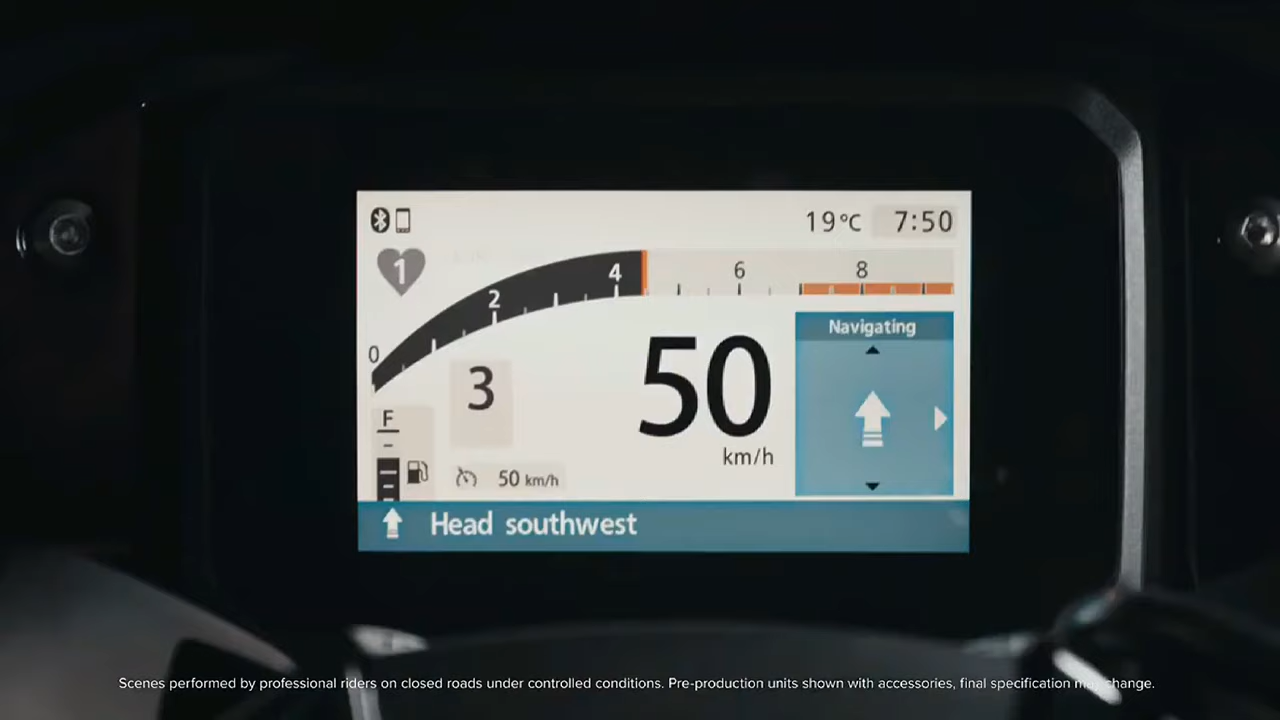 19°C 7:50
1
0 2 4 6 8
Navigating
3
50
km/h
F
50 km/h
Head southwest
Scenes performed by professional riders on closed roads under controlled conditions. Pre-production units shown with accessories, final specification may change.